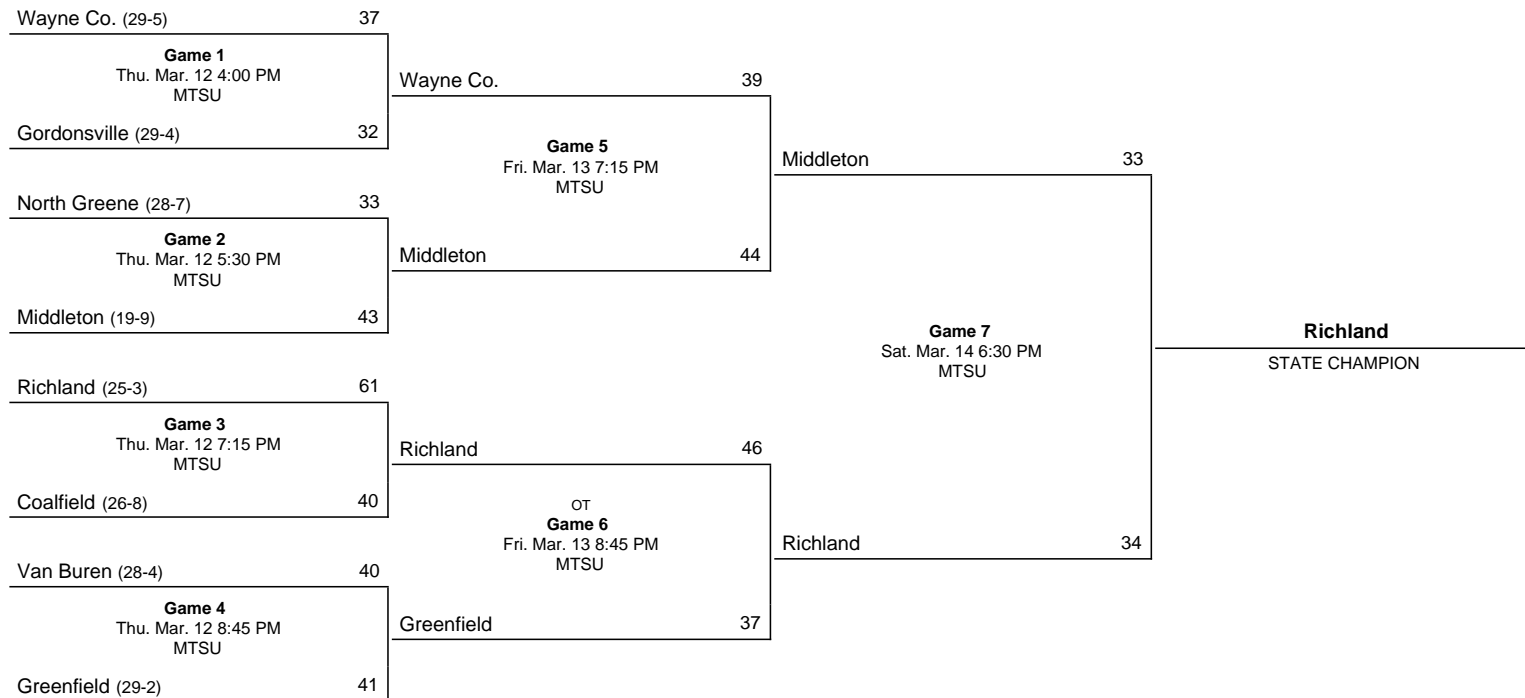 Wayne Co. (29-5) 37
Game 1
Thu. Mar. 12 4:00 PM
MTSU
Gordonsville (29-4) 32
North Greene (28-7) 33
Game 2
Thu. Mar. 12 5:30 PM
MTSU
Middleton (19-9) 43
Richland (25-3) 61
Game 3
Thu. Mar. 12 7:15 PM
MTSU
Coalfield (26-8) 40
Van Buren (28-4) 40
Game 4
Thu. Mar. 12 8:45 PM
MTSU
Greenfield (29-2) 41
Wayne Co. 39
Game 5
Fri. Mar. 13 7:15 PM
MTSU
Middleton 44
Richland 46
OT
Game 6
Fri. Mar. 13 8:45 PM
MTSU
Greenfield 37
Middleton 33
Game 7
Sat. Mar. 14 6:30 PM
MTSU
Richland 34
Richland
STATE CHAMPION